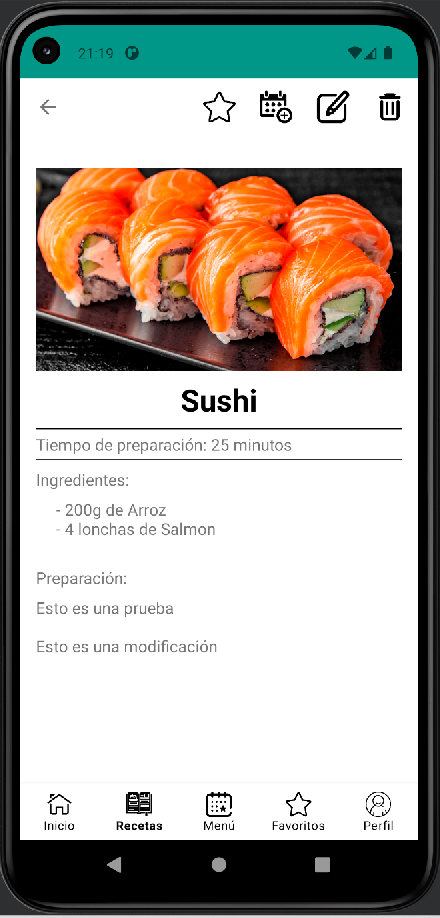 21:19
Sushi
Tiempo de preparación: 25 minutos
Ingredientes:
- 200g de Arroz
- 4 lonchas de Salmon
Preparación:
Esto es una prueba
Esto es una modificación
Inicio Recetas Menú Favoritos Perfil